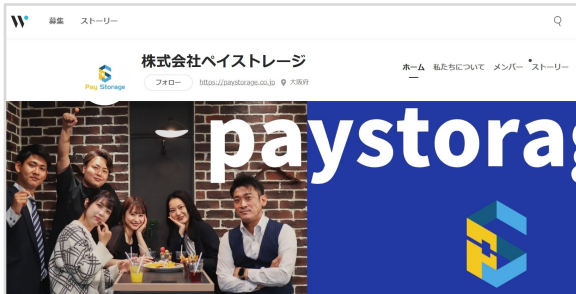 募集 ストーリー
株式会社ペイストレージ
フォロー https://paystorage.co.jp 大阪府
Pay Storage
ホーム 私たちについて メンバー ストーリー
paystorag